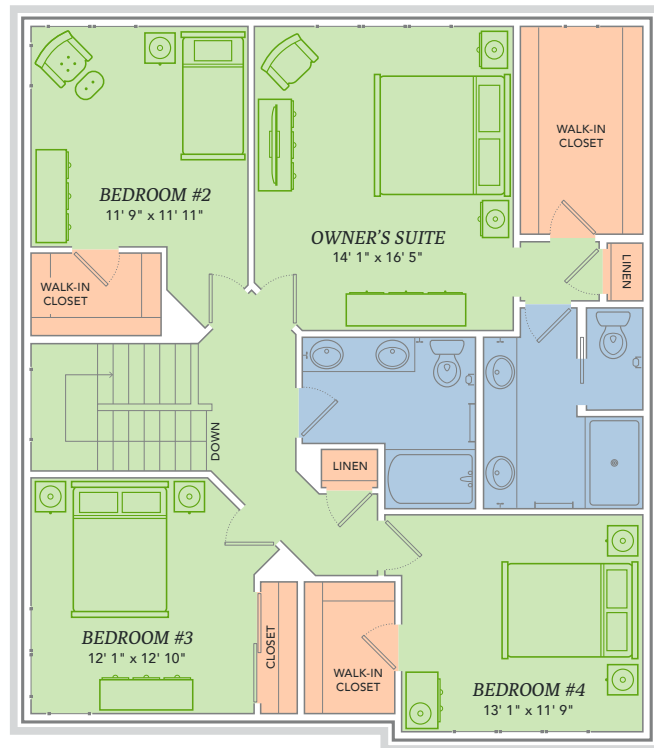 WALK-IN
CLOSET
BEDROOM #2
11' 9" x 11' 11"
OWNER'S SUITE
14' 1" x 16' 5"
LINEN
WALK-IN
CLOSET
DOWN
LINEN
BEDROOM #3
12' 1" x 12' 10"
CLOSET
WALK-IN
CLOSET
BEDROOM #4
13' 1" x 11' 9"